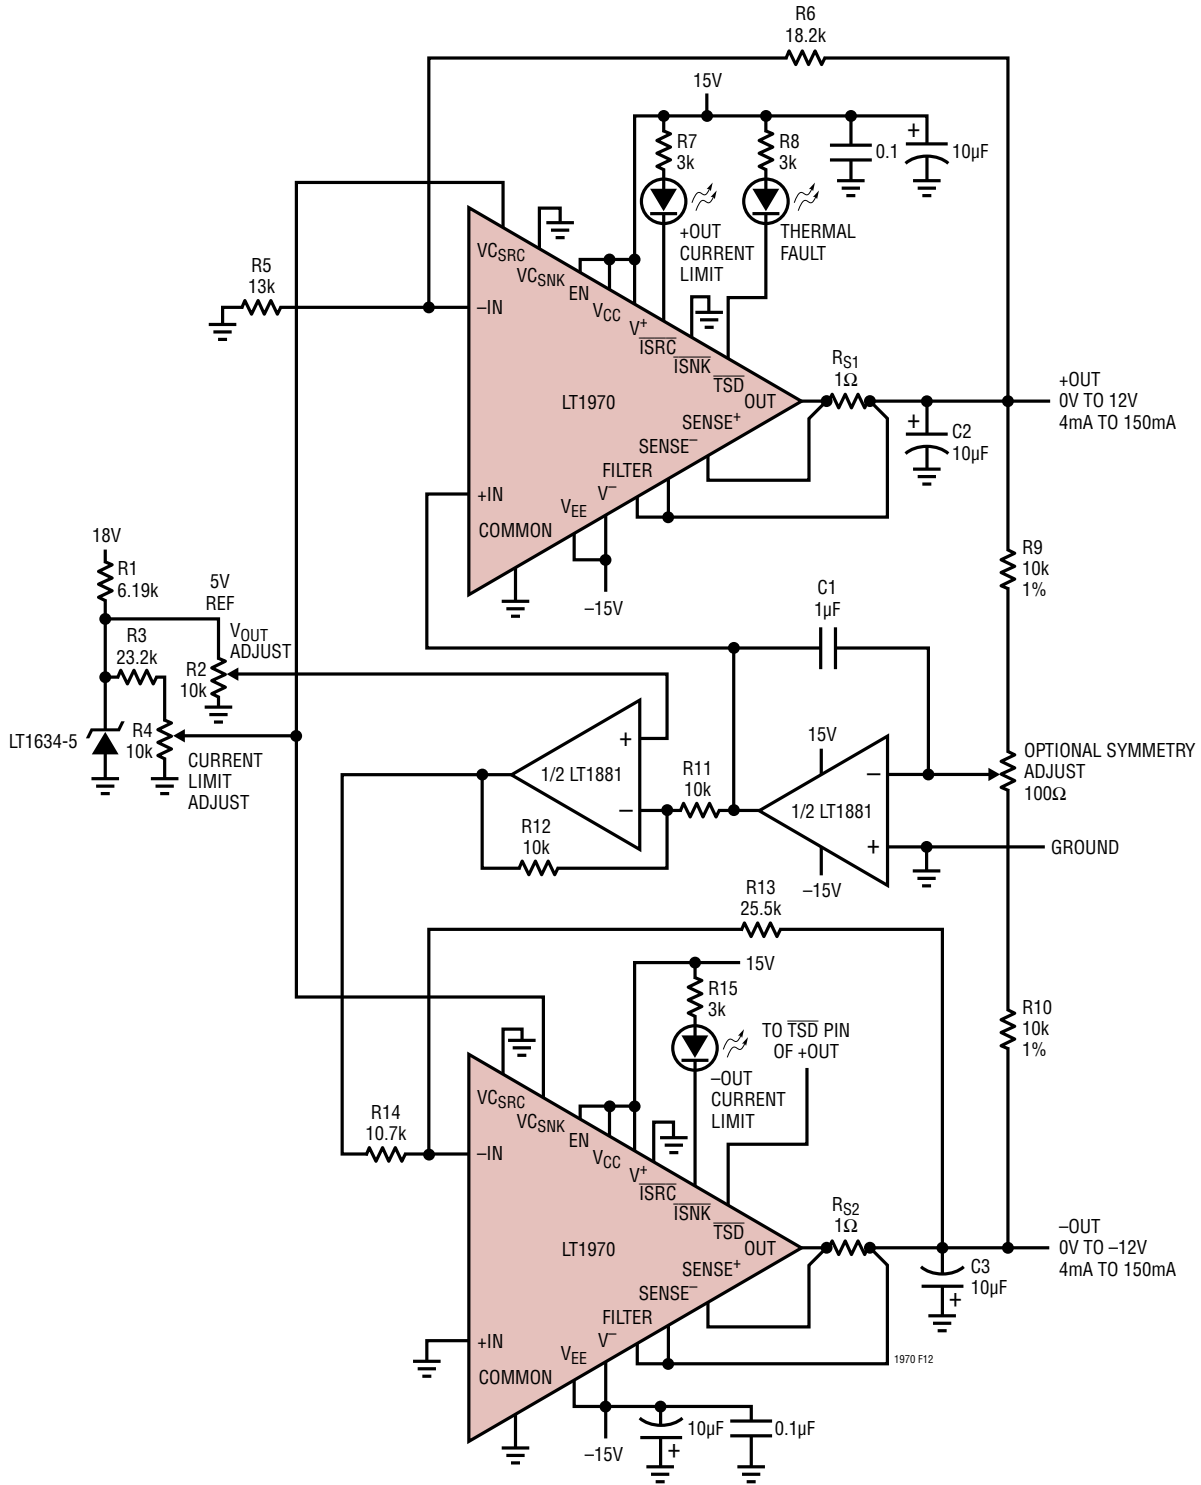 R6
18.2k
15V
R7
3k
R8
3k
0.1
+
10µF
+OUT
CURRENT
LIMIT
THERMAL
FAULT
R5
13k
VCSRC
VCSNK
EN
VCC
V+
ISRC
ISNK
TSD
OUT
SENSE+
SENSE–
FILTER
V–
VEE
COMMON
–IN
+IN
LT1970
RS1
1Ω
+
C2
10µF
+OUT
0V TO 12V
4mA TO 150mA
–15V
18V
R1
6.19k
5V
REF
VOUT
ADJUST
R3
23.2k
R2
10k
R4
10k
LT1634-5
CURRENT
LIMIT
ADJUST
C1
1µF
R9
10k
1%
+
–
1/2 LT1881
R11
10k
R12
10k
15V
–
+
1/2 LT1881
–15V
OPTIONAL SYMMETRY
ADJUST
100Ω
GROUND
R13
25.5k
15V
R15
3k
TO TSD PIN
OF +OUT
–OUT
CURRENT
LIMIT
R10
10k
1%
R14
10.7k
VCSRC
VCSNK
EN
VCC
V+
ISRC
ISNK
TSD
OUT
SENSE+
SENSE–
FILTER
V–
VEE
COMMON
–IN
+IN
LT1970
RS2
1Ω
–OUT
0V TO –12V
4mA TO 150mA
C3
10µF
+
1970 F12
–15V
10µF
+
0.1µF